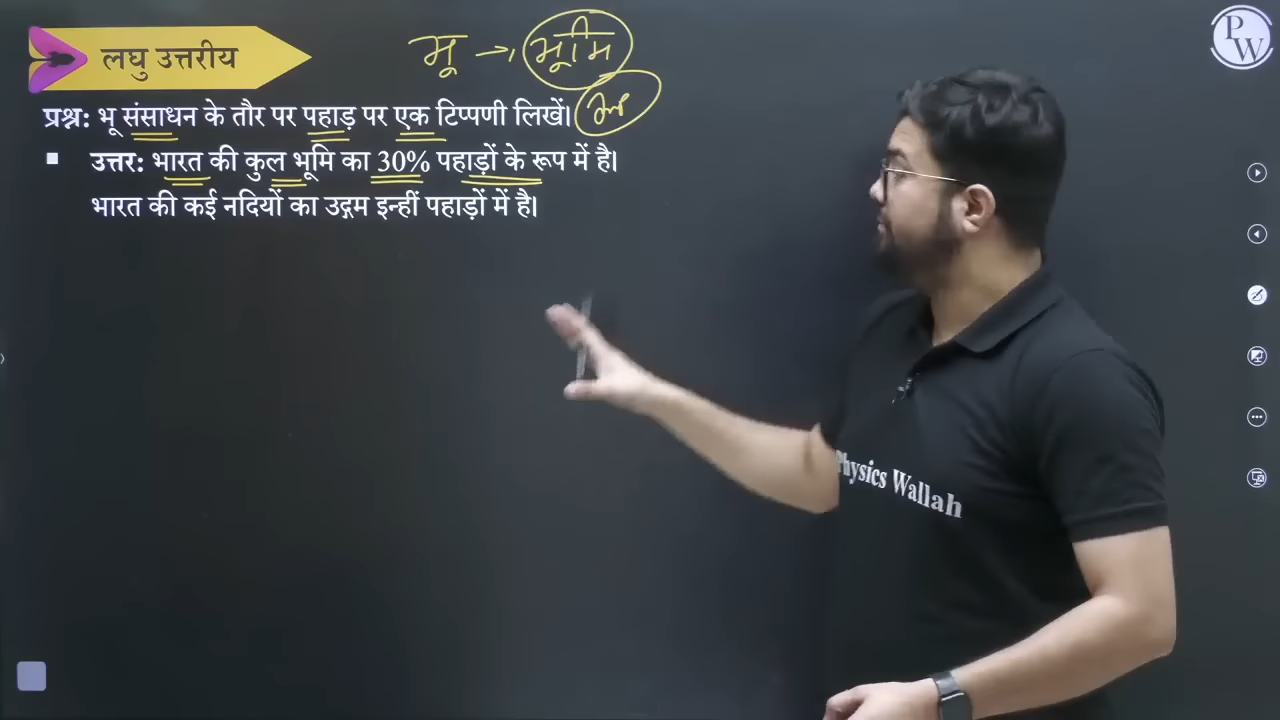 लघु उत्तरीय
भू → भूमि
PW
प्रश्न: भू संसाधन के तौर पर पहाड़ पर एक टिप्पणी लिखें।
उत्तर: भारत की कुल भूमि का 30% पहाड़ों के रूप में है।
भारत की कई नदियों का उद्गम इन्हीं पहाड़ों में है।
Physics Wallah